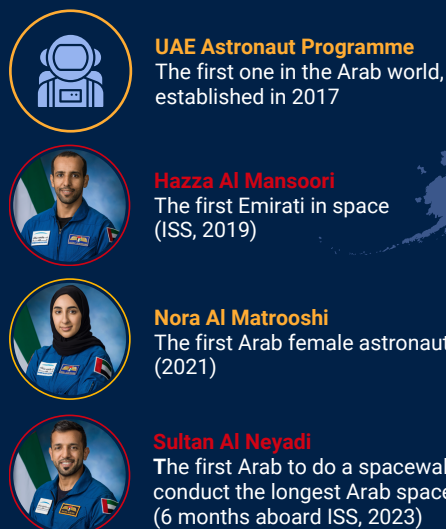 UAE Astronaut Programme
The first one in the Arab world,
established in 2017
Hazza Al Mansoori
The first Emirati in space
(ISS, 2019)
Nora Al Matrooshi
The first Arab female astronaut
(2021)
Sultan Al Neyadi
The first Arab to do a spacewal
conduct the longest Arab space
(6 months aboard ISS, 2023)